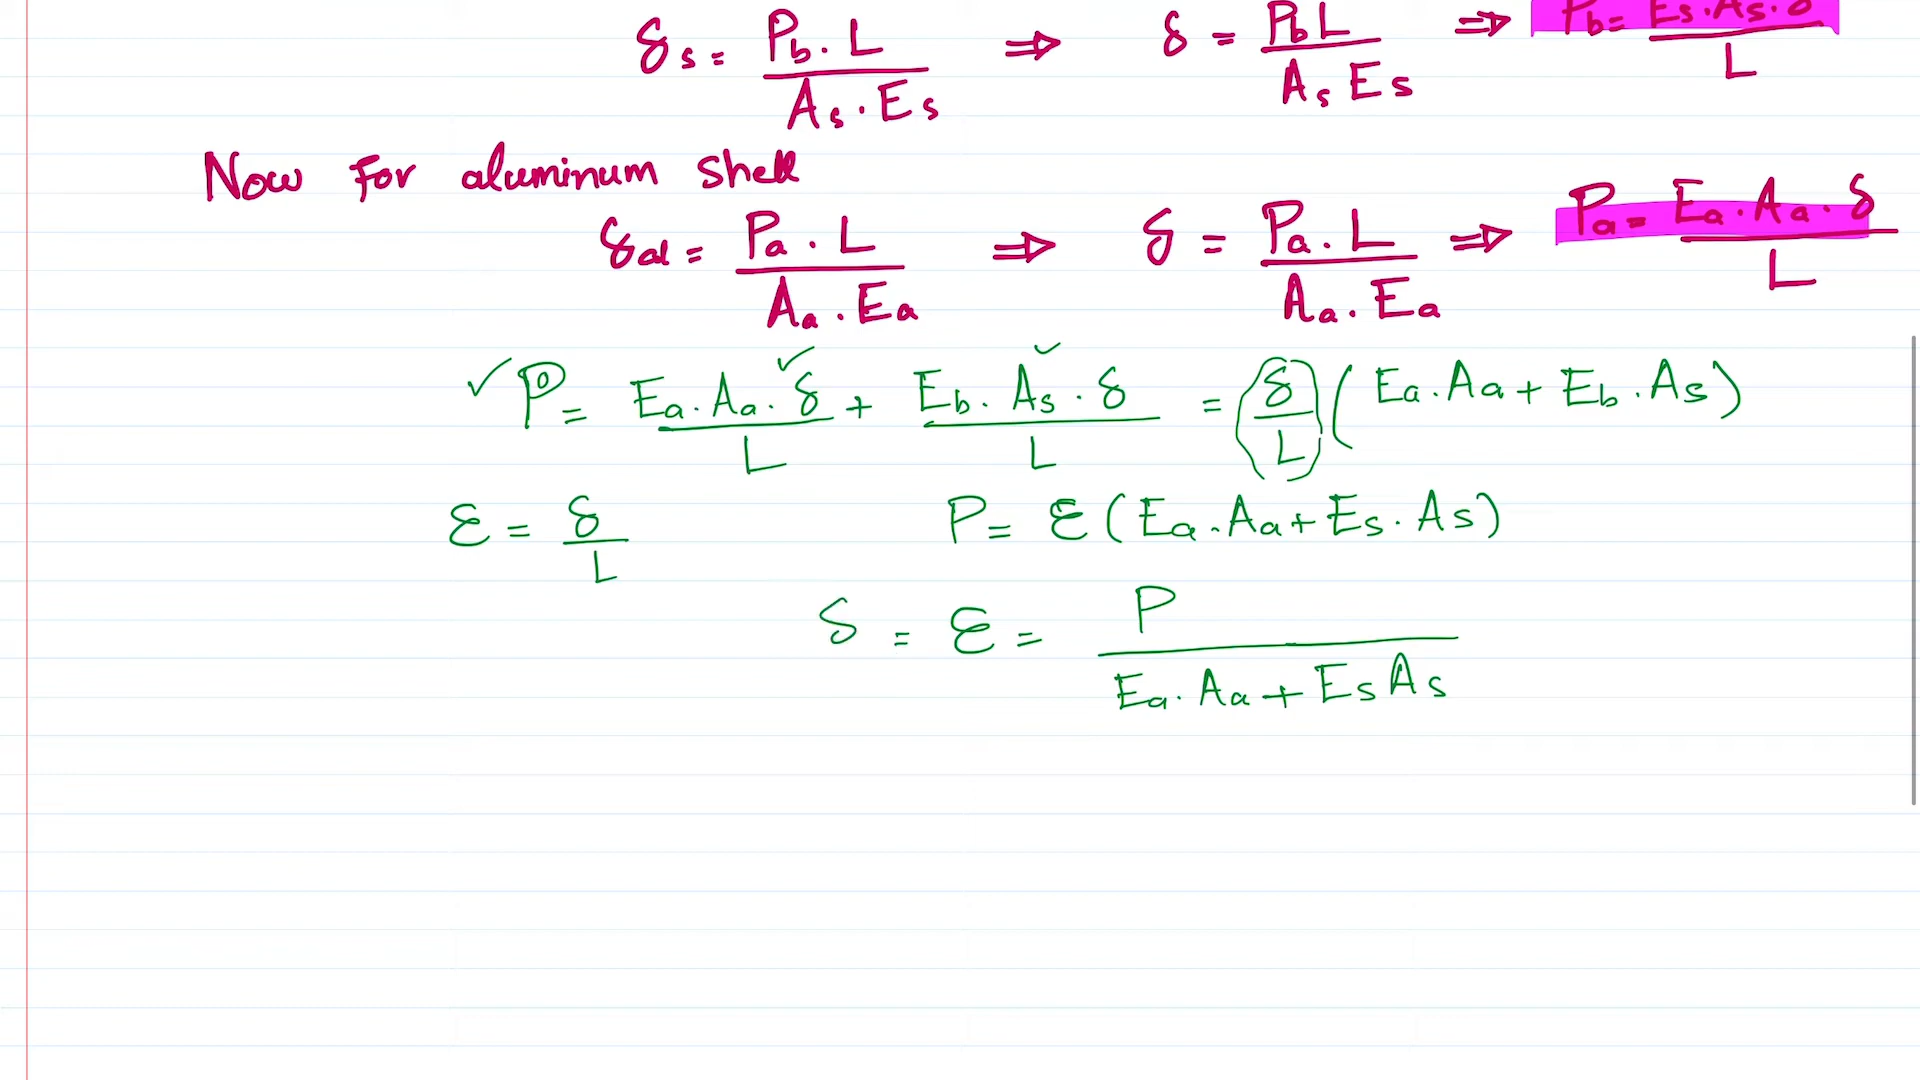 δs = Pb . L / As . Es ⇒ δ = PbL / As Es ⇒ Pb = Es . As . δ / L
Now For aluminum shell
δal = Pa . L / Aa . Ea ⇒ δ = Pa . L / Aa . Ea ⇒ Pa = Ea . Aa . δ / L
✓ P = Ea . Aa . δ / L + Eb . As . δ / L = δ / L ( Ea . Aa + Eb . As )
ε = δ / L P = ε ( Ea . Aa + Es . As )
δ = ε = P / Ea . Aa + Es As